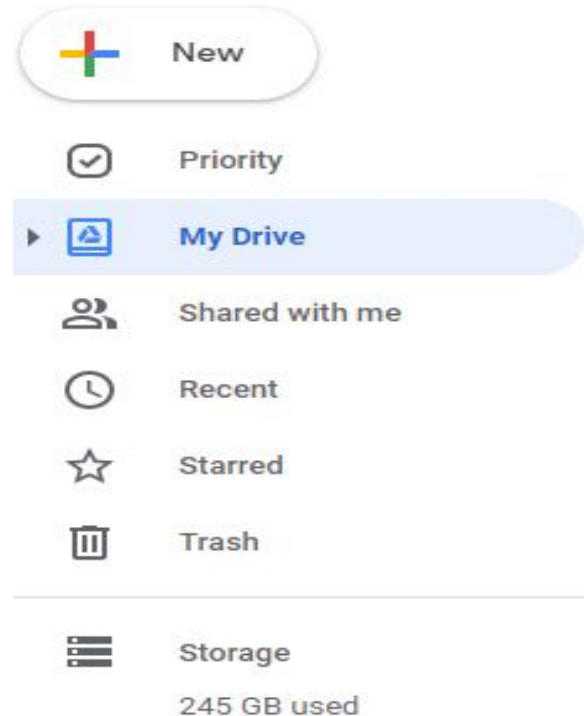 New
Priority
My Drive
Shared with me
Recent
Starred
Trash
Storage
245 GB used